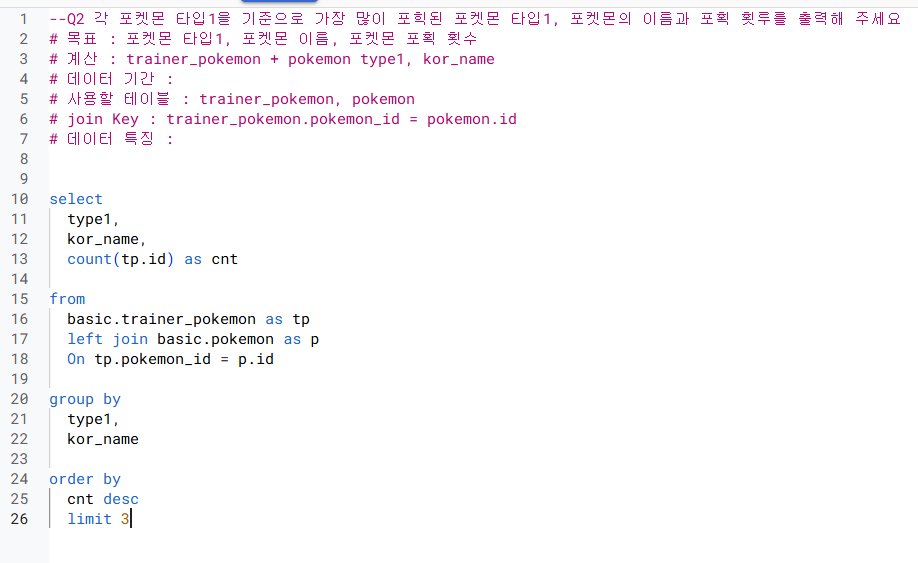 1 --Q2 각 포켓몬 타입1을 기준으로 가장 많이 포힉된 포켓몬 타입1, 포켓몬의 이름과 포획 횟루를 출력해 주세요
2 # 목표 : 포켓몬 타입1, 포켓몬 이름, 포켓몬 포획 횟수
3 # 계산 : trainer_pokemon + pokemon type1, kor_name
4 # 데이터 기간 :
5 # 사용할 테이블 : trainer_pokemon, pokemon
6 # join Key : trainer_pokemon.pokemon_id = pokemon.id
7 # 데이터 특징 :
8
9
10 select
11 type1,
12 kor_name,
13 count(tp.id) as cnt
14
15 from
16 basic.trainer_pokemon as tp
17 left join basic.pokemon as p
18 On tp.pokemon_id = p.id
19
20 group by
21 type1,
22 kor_name
23
24 order by
25 cnt desc
26 limit 3